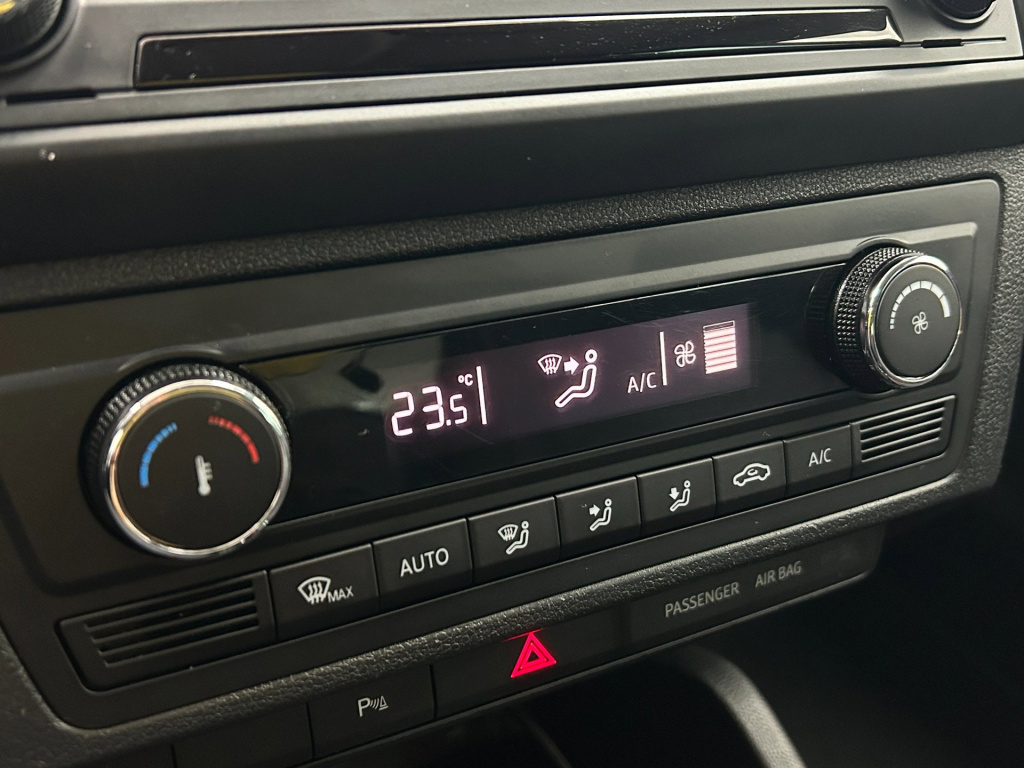 23.5°C
A/C
MAX
AUTO
A/C
PASSENGER AIR BAG
P